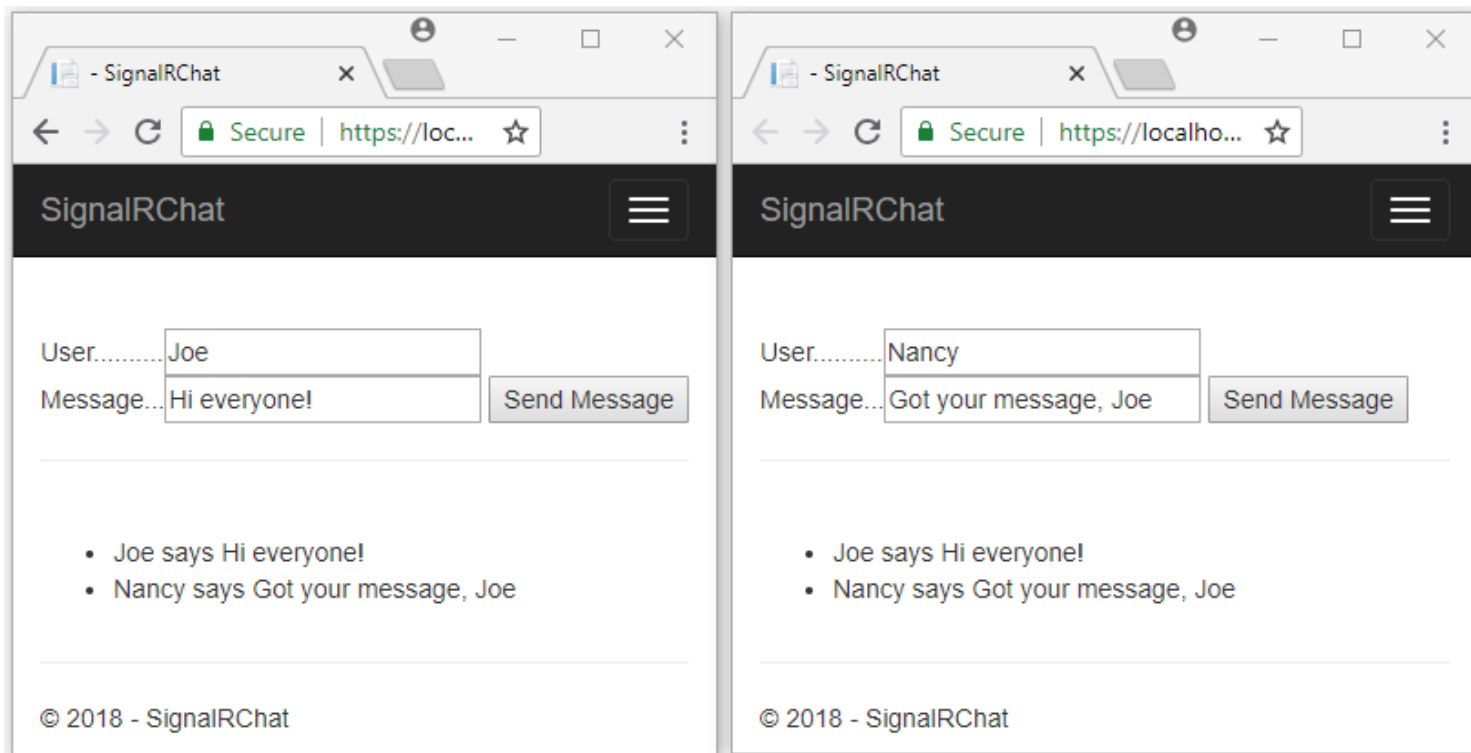 - SignalRChat
Secure | https://loc...
SignalRChat
User..........Joe
Message...Hi everyone! Send Message
• Joe says Hi everyone!
• Nancy says Got your message, Joe
© 2018 - SignalRChat
- SignalRChat
Secure | https://localho...
SignalRChat
User..........Nancy
Message...Got your message, Joe Send Message
• Joe says Hi everyone!
• Nancy says Got your message, Joe
© 2018 - SignalRChat